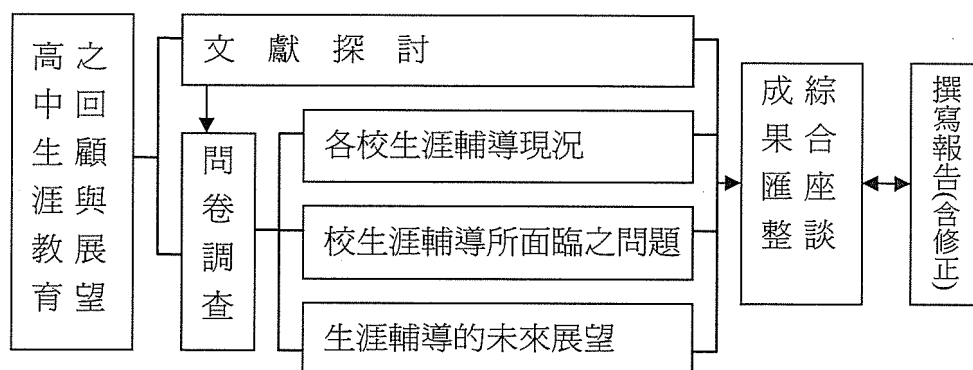 高中生涯教育
之回顧與展望
文獻探討
問卷調查
各校生涯輔導現況
校生涯輔導所面臨之問題
生涯輔導的未來展望
成果匯整
綜合座談
撰寫報告(含修正)